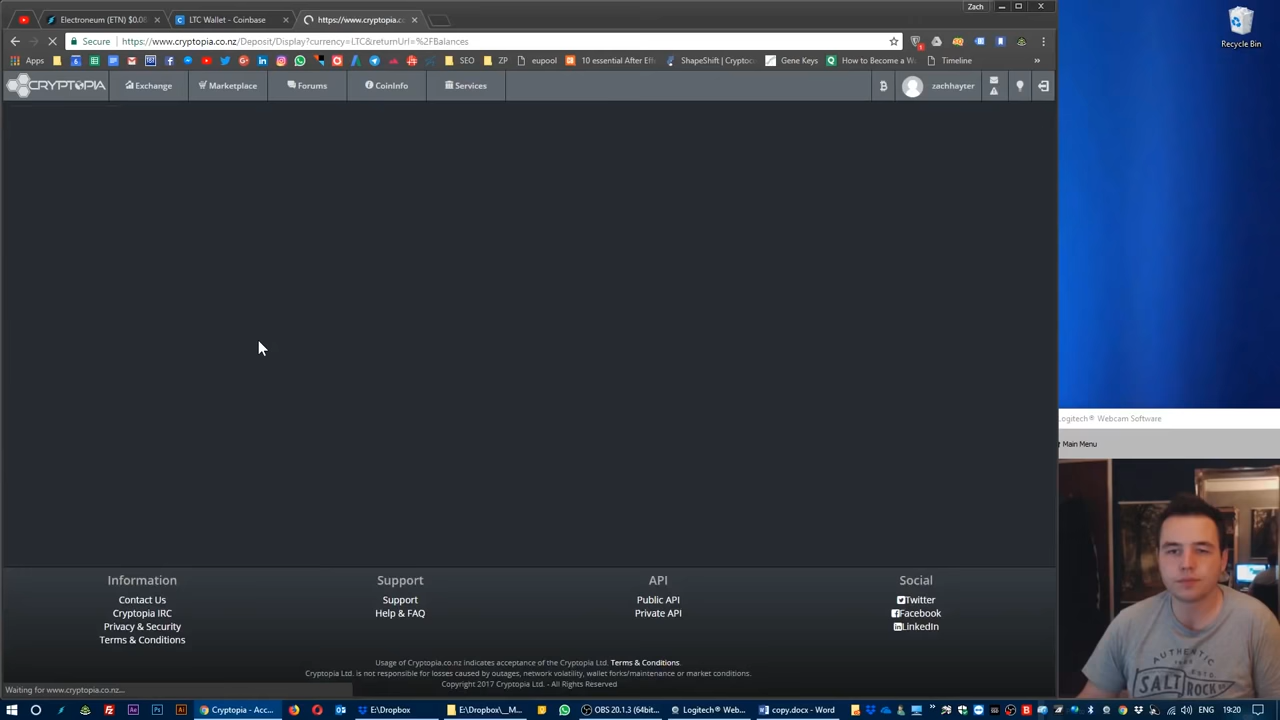 Zach
Electroneum (ETN) $0.08
LTC Wallet - Coinbase
https://www.cryptopia.co
Recycle Bin
Secure
https://www.cryptopia.co.nz/Deposit/Display?currency=LTC&returnUrl=%2FBalances
Apps
SEO
ZP
eupool
10 essential After Eff
ShapeShift | Cryptoc
Gene Keys
How to Become a W
Timeline
»
CRYPTOPIA
Exchange
Marketplace
Forums
CoinInfo
Services
zachhayter
Logitech® Webcam Software
Main Menu
AUTHENTIC
SALT ROCK
Information
Support
API
Social
Contact Us
Support
Public API
Twitter
Cryptopia IRC
Help & FAQ
Private API
Facebook
Privacy & Security
LinkedIn
Terms & Conditions
Usage of Cryptopia.co.nz indicates acceptance of the Cryptopia Ltd. Terms & Conditions.
Cryptopia Ltd. is not responsible for losses caused by outages, network volatility, wallet forks/maintenance or market conditions.
Copyright 2017 Cryptopia Ltd - All Rights Reserved
Waiting for www.cryptopia.co.nz...
Cryptopia - Acc...
E:\Dropbox
E:\Dropbox\__M...
OBS 20.1.3 (64bit...
Logitech® Web...
copy.docx - Word
ENG
19:20